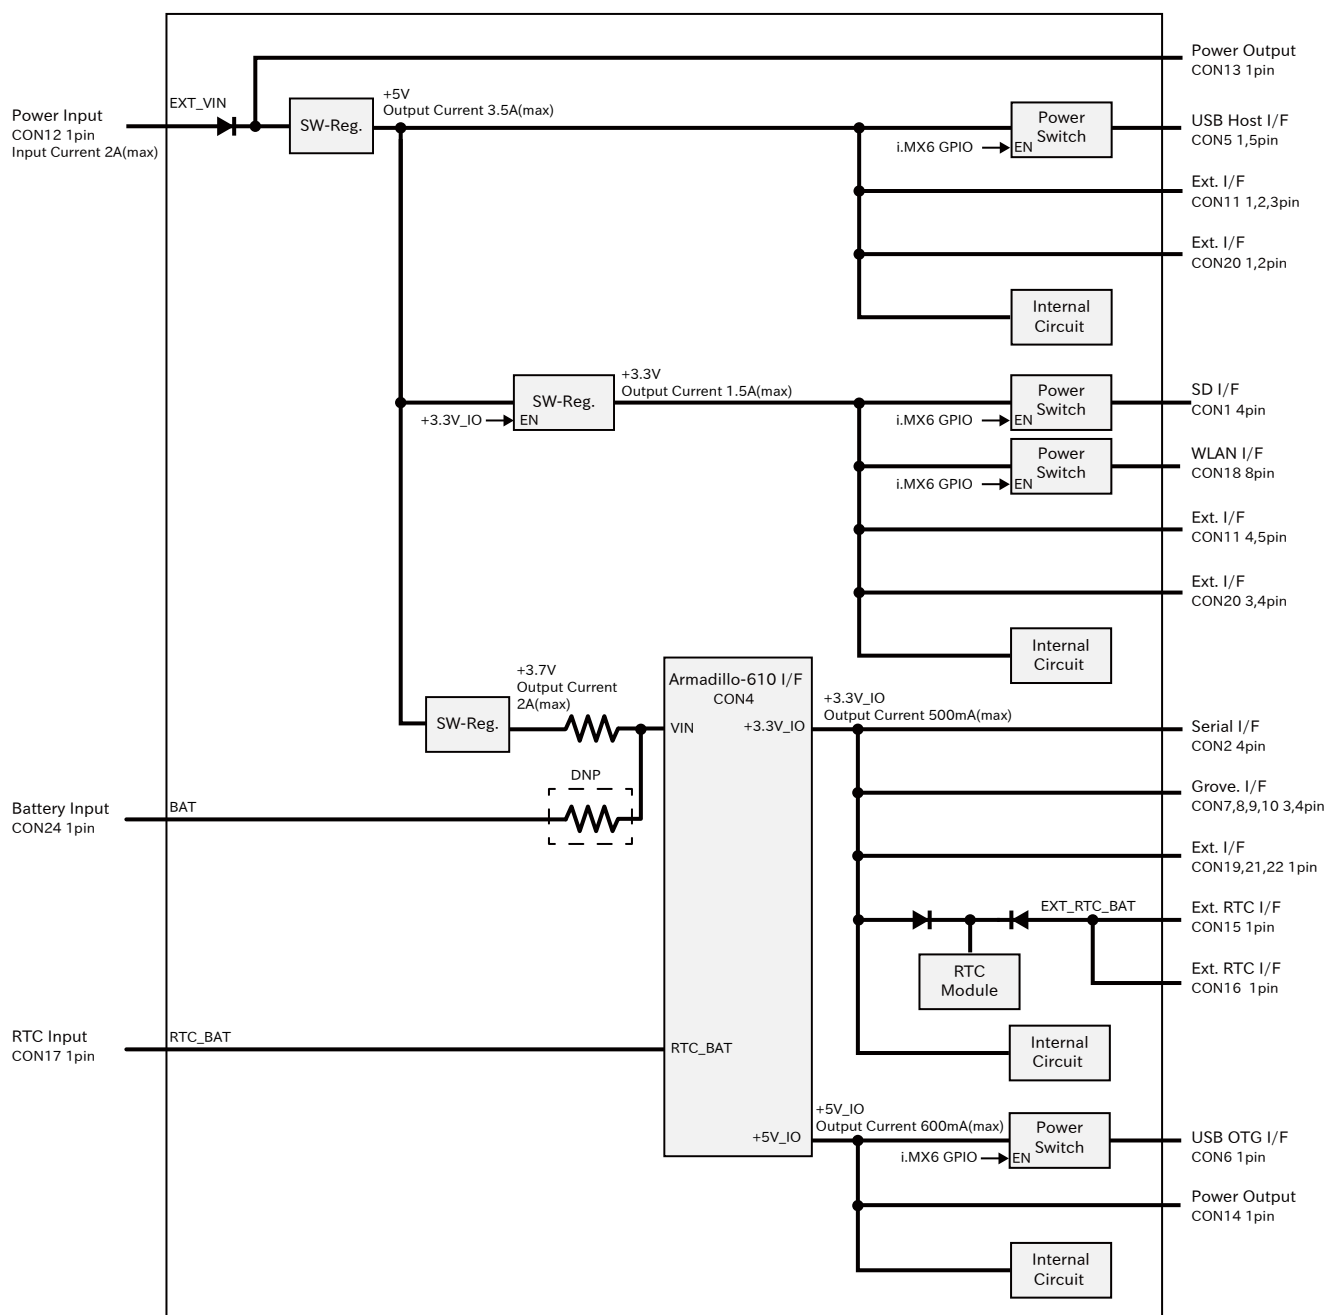 Power Output
CON13 1pin
EXT_VIN
+5V
Output Current 3.5A(max)
Power Input
CON12 1pin
Input Current 2A(max)
SW-Reg.
Power
Switch
i.MX6 GPIO
EN
USB Host I/F
CON5 1,5pin
Ext. I/F
CON11 1,2,3pin
Ext. I/F
CON20 1,2pin
Internal
Circuit
+3.3V
Output Current 1.5A(max)
SW-Reg.
+3.3V_IO
EN
Power
Switch
i.MX6 GPIO
EN
SD I/F
CON1 4pin
Power
Switch
i.MX6 GPIO
EN
WLAN I/F
CON18 8pin
Ext. I/F
CON11 4,5pin
Ext. I/F
CON20 3,4pin
Internal
Circuit
+3.7V
Output Current
2A(max)
SW-Reg.
Armadillo-610 I/F
CON4
VIN
+3.3V_IO
+3.3V_IO
Output Current 500mA(max)
Serial I/F
CON2 4pin
DNP
Battery Input
CON24 1pin
BAT
Grove. I/F
CON7,8,9,10 3,4pin
Ext. I/F
CON19,21,22 1pin
EXT_RTC_BAT
Ext. RTC I/F
CON15 1pin
RTC
Module
Ext. RTC I/F
CON16 1pin
RTC Input
CON17 1pin
RTC_BAT
RTC_BAT
Internal
Circuit
+5V_IO
+5V_IO
Output Current 600mA(max)
Power
Switch
i.MX6 GPIO
EN
USB OTG I/F
CON6 1pin
Power Output
CON14 1pin
Internal
Circuit